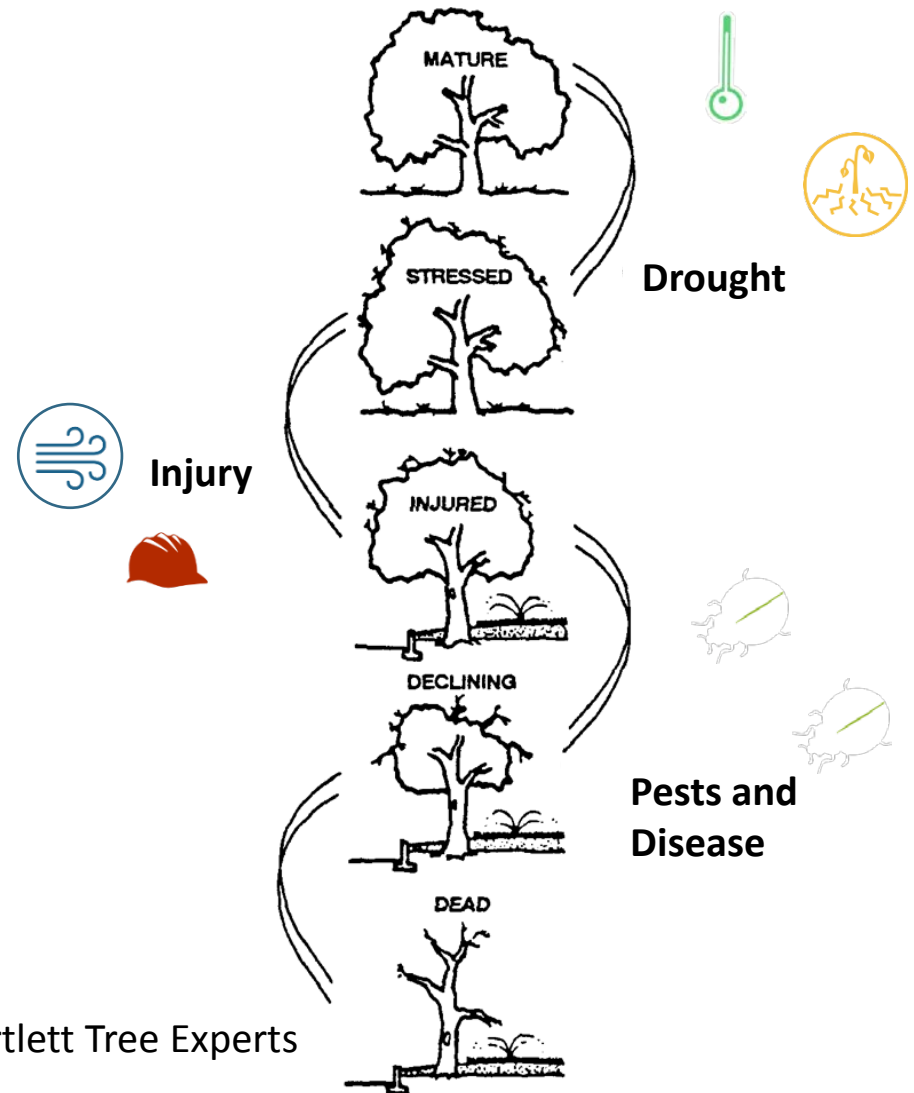 MATURE
STRESSED
Drought
Injury
INJURED
DECLINING
Pests and
Disease
DEAD
rtlett Tree Experts